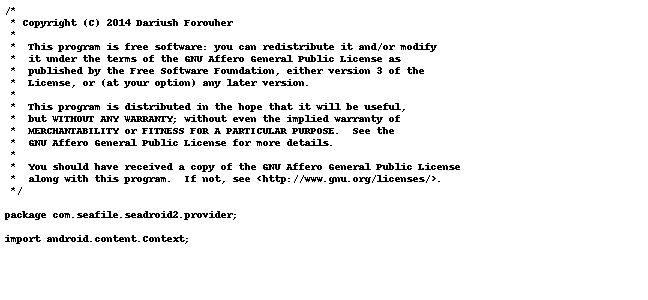 /*
 * Copyright (C) 2014 Dariush Forouher
 *
 *  This program is free software: you can redistribute it and/or modify
 *  it under the terms of the GNU Affero General Public License as
 *  published by the Free Software Foundation, either version 3 of the
 *  License, or (at your option) any later version.
 *
 *  This program is distributed in the hope that it will be useful,
 *  but WITHOUT ANY WARRANTY; without even the implied warranty of
 *  MERCHANTABILITY or FITNESS FOR A PARTICULAR PURPOSE.  See the
 *  GNU Affero General Public License for more details.
 *
 *  You should have received a copy of the GNU Affero General Public License
 *  along with this program.  If not, see <http://www.gnu.org/licenses/>.
 */

package com.seafile.seadroid2.provider;

import android.content.Context;